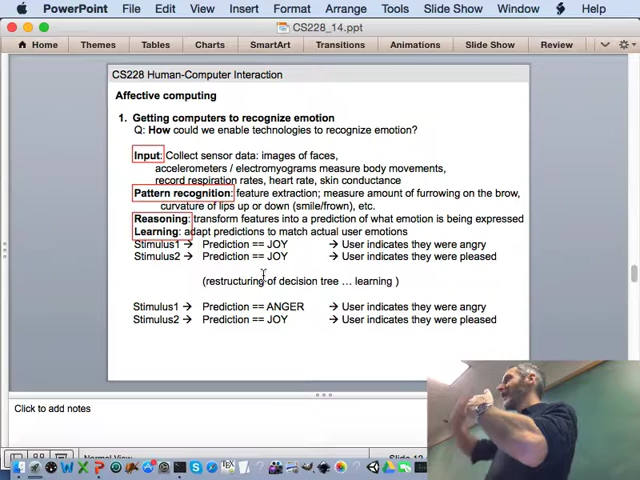 PowerPoint File Edit View Insert Format Arrange Tools Slide Show Window Help
CS228_14.ppt
Home Themes Tables Charts SmartArt Transitions Animations Slide Show Review
CS228 Human-Computer Interaction
Affective computing
1. Getting computers to recognize emotion
Q: How could we enable technologies to recognize emotion?
Input: Collect sensor data: images of faces,
accelerometers / electromyograms measure body movements,
record respiration rates, heart rate, skin conductance
Pattern recognition: feature extraction; measure amount of furrowing on the brow,
curvature of lips up or down (smile/frown), etc.
Reasoning: transform features into a prediction of what emotion is being expressed
Learning: adapt predictions to match actual user emotions
Stimulus1 → Prediction == JOY → User indicates they were angry
Stimulus2 → Prediction == JOY → User indicates they were pleased
(restructuring of decision tree … learning )
Stimulus1 → Prediction == ANGER → User indicates they were angry
Stimulus2 → Prediction == JOY → User indicates they were pleased
Click to add notes
Normal View Slide 12